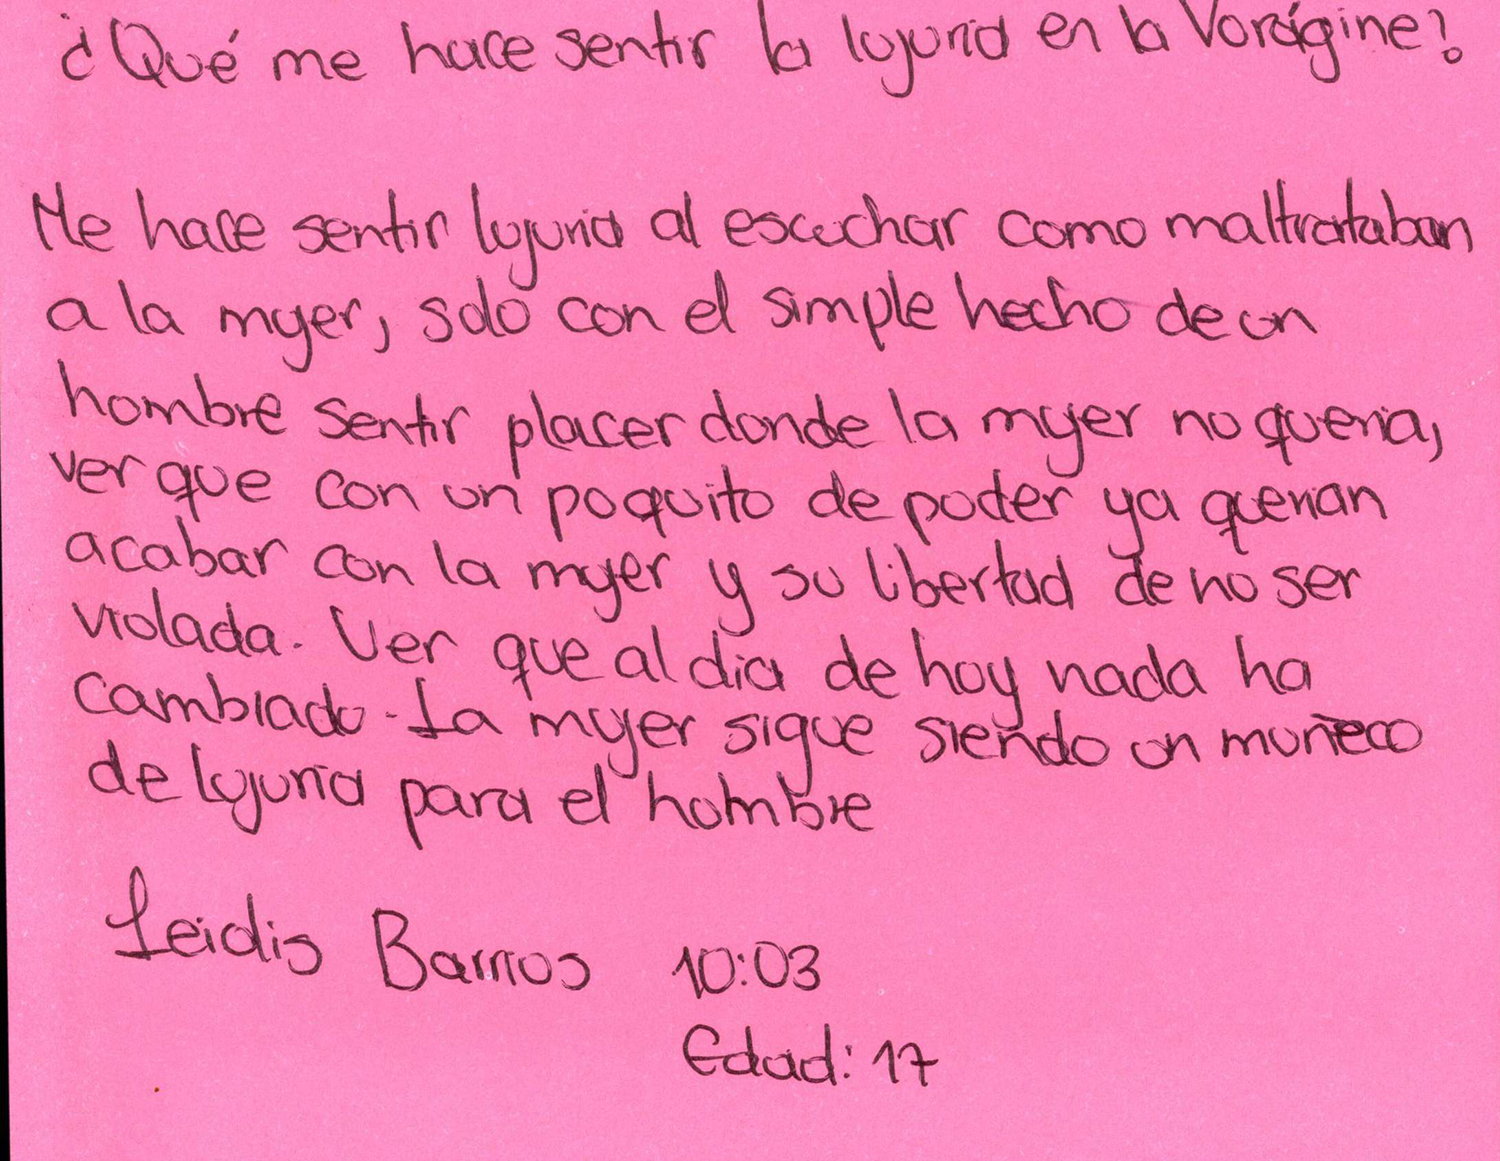 ¿Qué me hace sentir la lujuria en la Vorágine?
Me hace sentir lujuria al escuchar como maltrataban
a la mujer, solo con el simple hecho de un
hombre sentir placer donde la mujer no queria,
ver que con un poquito de poder ya querian
acabar con la mujer y su libertad de no ser
violada. Ver que al dia de hoy nada ha
cambiado. La mujer sigue siendo un muñeco
de lujuria para el hombre
Leidis Barrios 10:03
Edad: 17